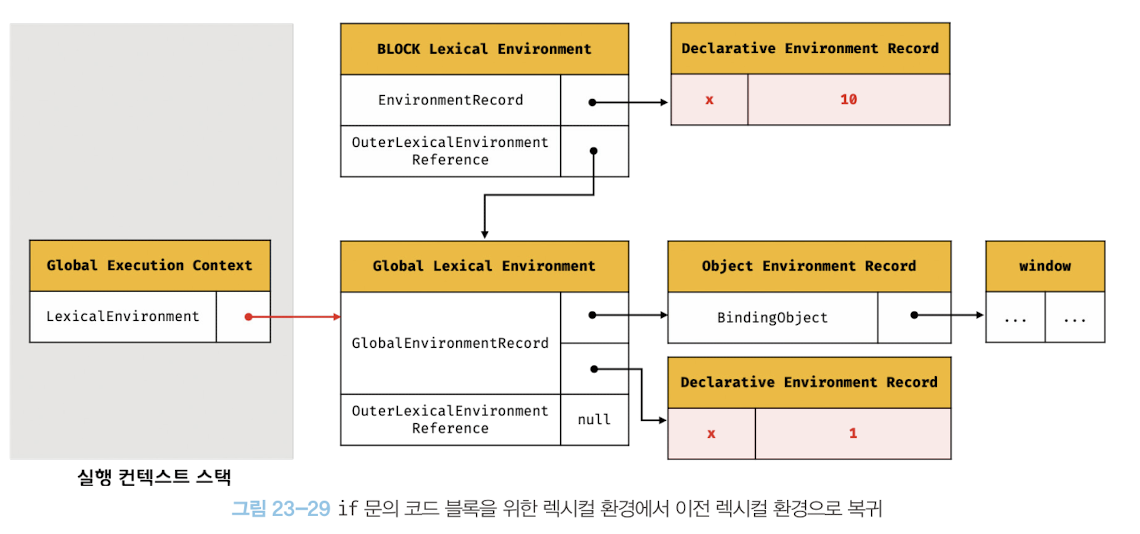 BLOCK Lexical Environment
EnvironmentRecord
OuterLexicalEnvironment
Reference
Declarative Environment Record
x
10
Global Execution Context
LexicalEnvironment
Global Lexical Environment
GlobalEnvironmentRecord
OuterLexicalEnvironment
Reference
null
Object Environment Record
BindingObject
window
...
...
Declarative Environment Record
x
1
실행 컨텍스트 스택
그림 23-29 if 문의 코드 블록을 위한 렉시컬 환경에서 이전 렉시컬 환경으로 복귀